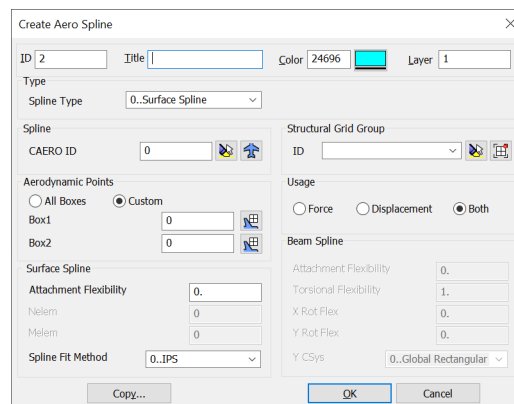 Create Aero Spline
ID 2 Title Color 24696 Layer 1
Type
Spline Type 0..Surface Spline
Spline
CAERO ID 0
Structural Grid Group
ID
Aerodynamic Points
All Boxes Custom
Box1 0
Box2 0
Usage
Force Displacement Both
Surface Spline
Attachment Flexibility 0.
Nelem 0
Melem 0
Spline Fit Method 0..IPS
Beam Spline
Attachment Flexibility 0.
Torsional Flexibility 1.
X Rot Flex 0.
Y Rot Flex 0.
Y CSys 0..Global Rectangular
Copy... OK Cancel